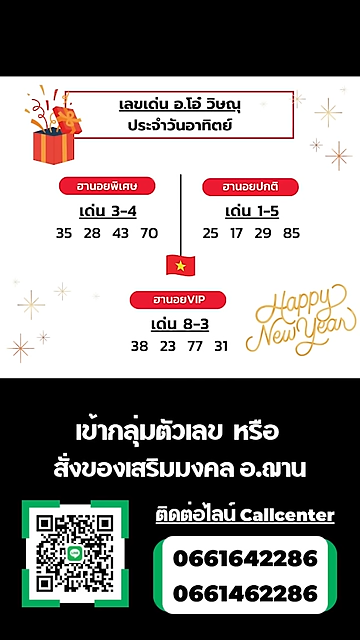 เลขเด่น อ.โอ๋ วิษณุ
ประจำวันอาทิตย์
ฮานอยพิเศษ
เด่น 3-4
35 28 43 70
ฮานอยปกติ
เด่น 1-5
25 17 29 85
ฮานอยVIP
เด่น 8-3
38 23 77 31
Happy
New Year
เข้ากลุ่มตัวเลข หรือ
สั่งของเสริมมงคล อ.ฌาน
ติดต่อไลน์ Callcenter
0661642286
0661462286